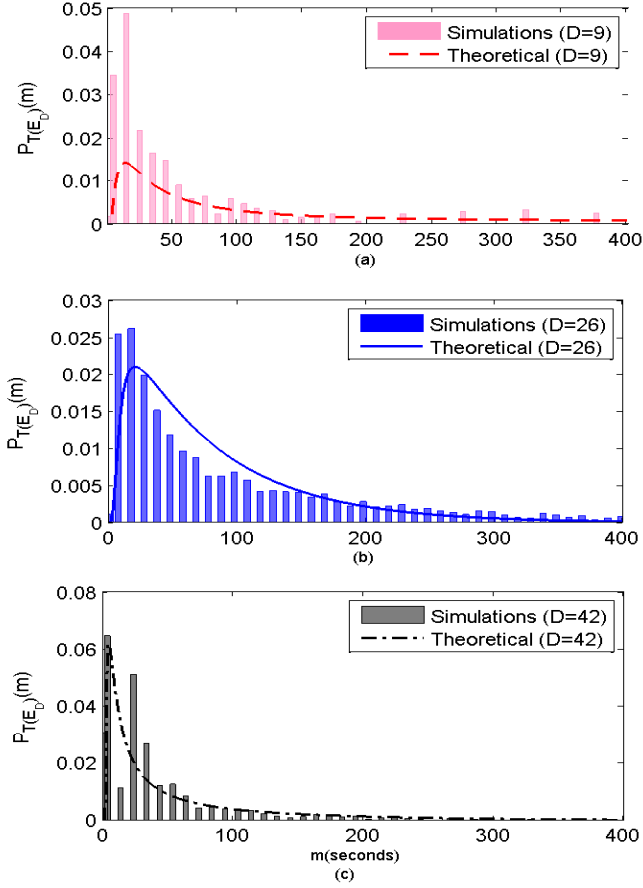 0.05
0.04
0.03
0.02
0.01
0
P_T(E_D)(m)
Simulations (D=9)
Theoretical (D=9)
50 100 150 200 250 300 350 400
(a)
0.03
0.025
0.02
0.015
0.01
0.005
0
P_T(E_D)(m)
Simulations (D=26)
Theoretical (D=26)
0 100 200 300 400
(b)
0.08
0.06
0.04
0.02
0
P_T(E_D)(m)
Simulations (D=42)
Theoretical (D=42)
0 100 200 300 400
m(seconds)
(c)